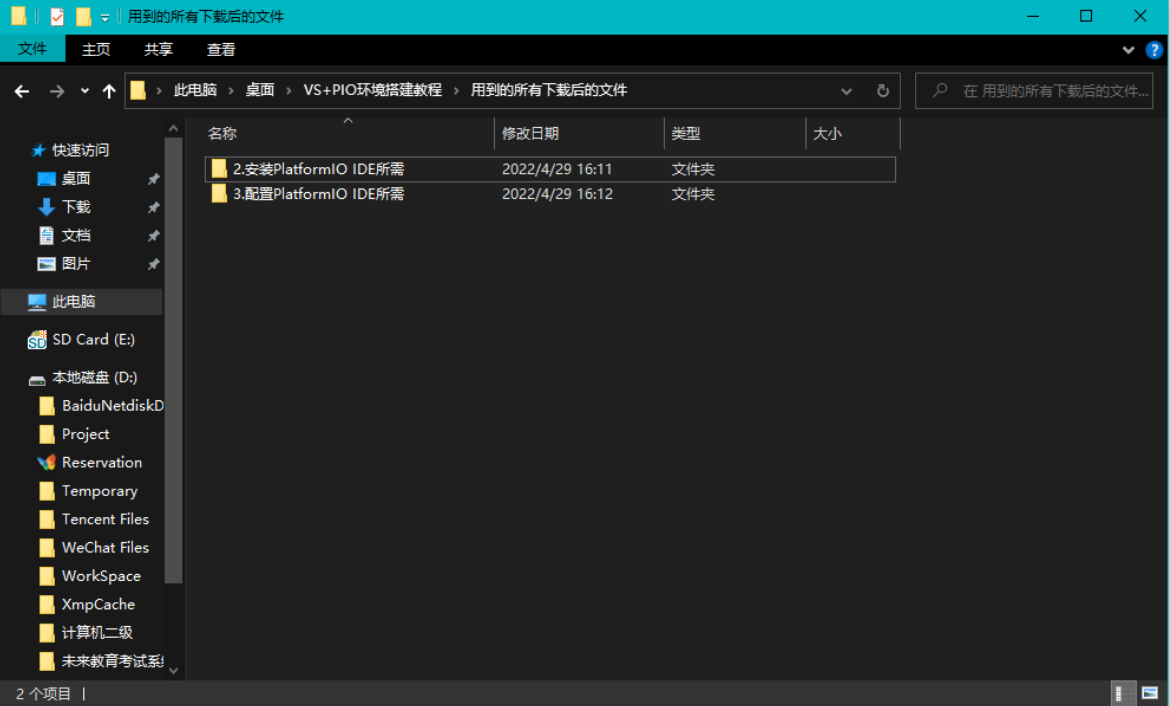 用到的所有下载后的文件
文件 主页 共享 查看
此电脑 桌面 VS+PIO环境搭建教程 用到的所有下载后的文件
在 用到的所有下载后的文件...
名称 修改日期 类型 大小
2.安装PlatformIO IDE所需 2022/4/29 16:11 文件夹
3.配置PlatformIO IDE所需 2022/4/29 16:12 文件夹
快速访问
桌面
下载
文档
图片
此电脑
SD Card (E:)
本地磁盘 (D:)
BaiduNetdiskD
Project
Reservation
Temporary
Tencent Files
WeChat Files
WorkSpace
XmpCache
计算机二级
未来教育考试系
2 个项目